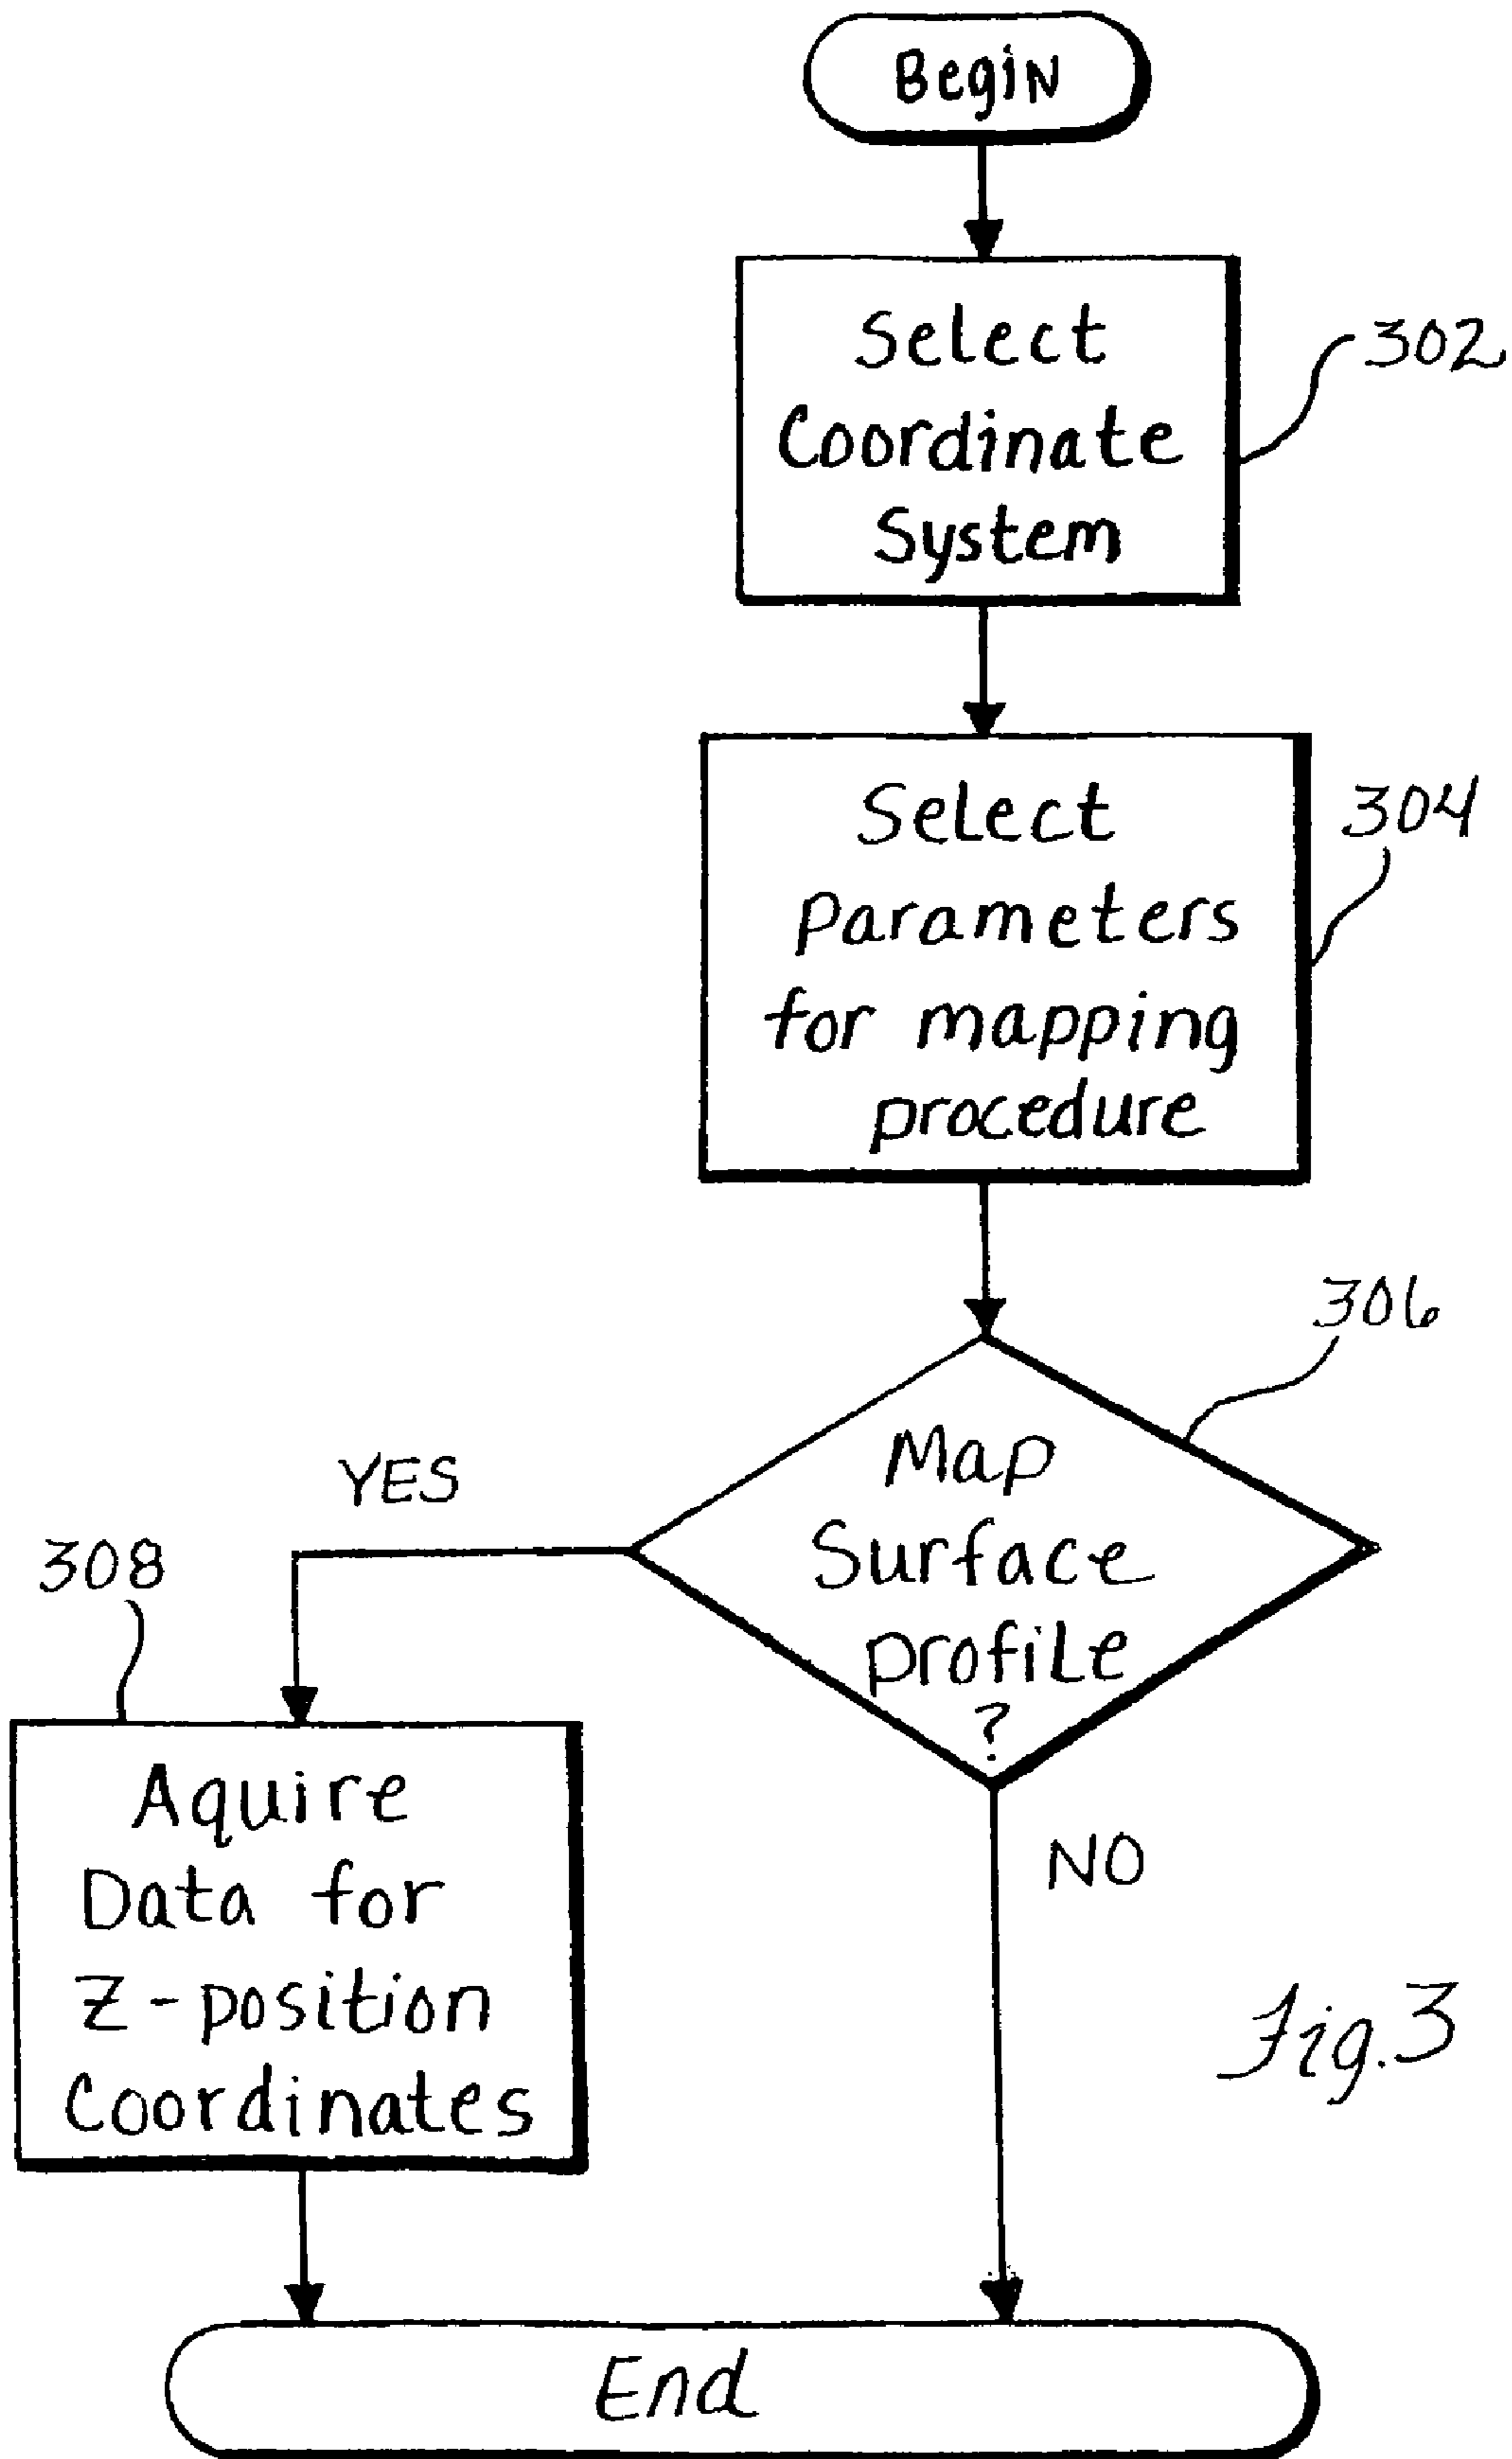 Begin
Select
Coordinate
System
302
Select
Parameters
for mapping
procedure
304
306
Map
Surface
profile
?
YES
308
Aquire
Data for
Z-position
Coordinates
NO
Fig. 3
End